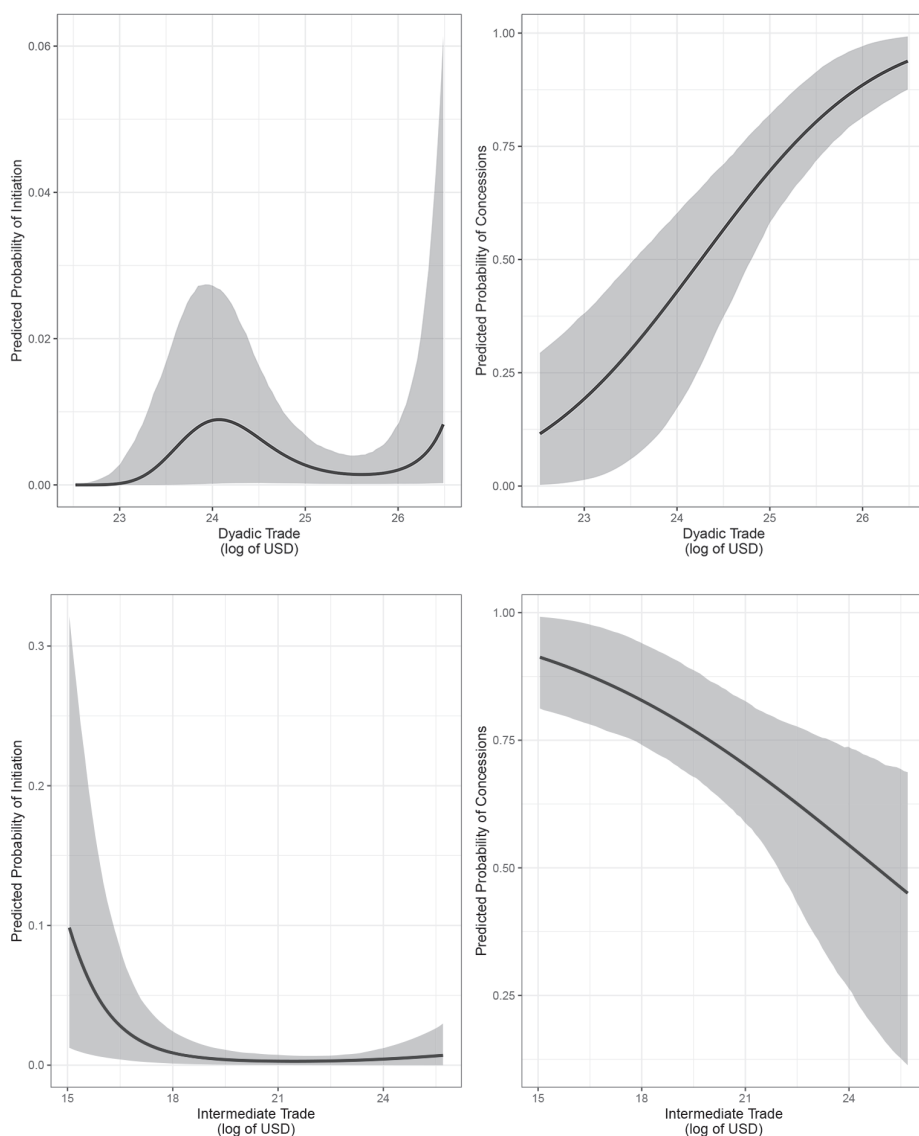 Predicted Probability of Initiation
0.06
0.04
0.02
0.00
23 24 25 26
Dyadic Trade
(log of USD)
Predicted Probability of Concessions
1.00
0.75
0.50
0.25
0.00
23 24 25 26
Dyadic Trade
(log of USD)
Predicted Probability of Initiation
0.3
0.2
0.1
0.0
15 18 21 24
Intermediate Trade
(log of USD)
Predicted Probability of Concessions
1.00
0.75
0.50
0.25
15 18 21 24
Intermediate Trade
(log of USD)